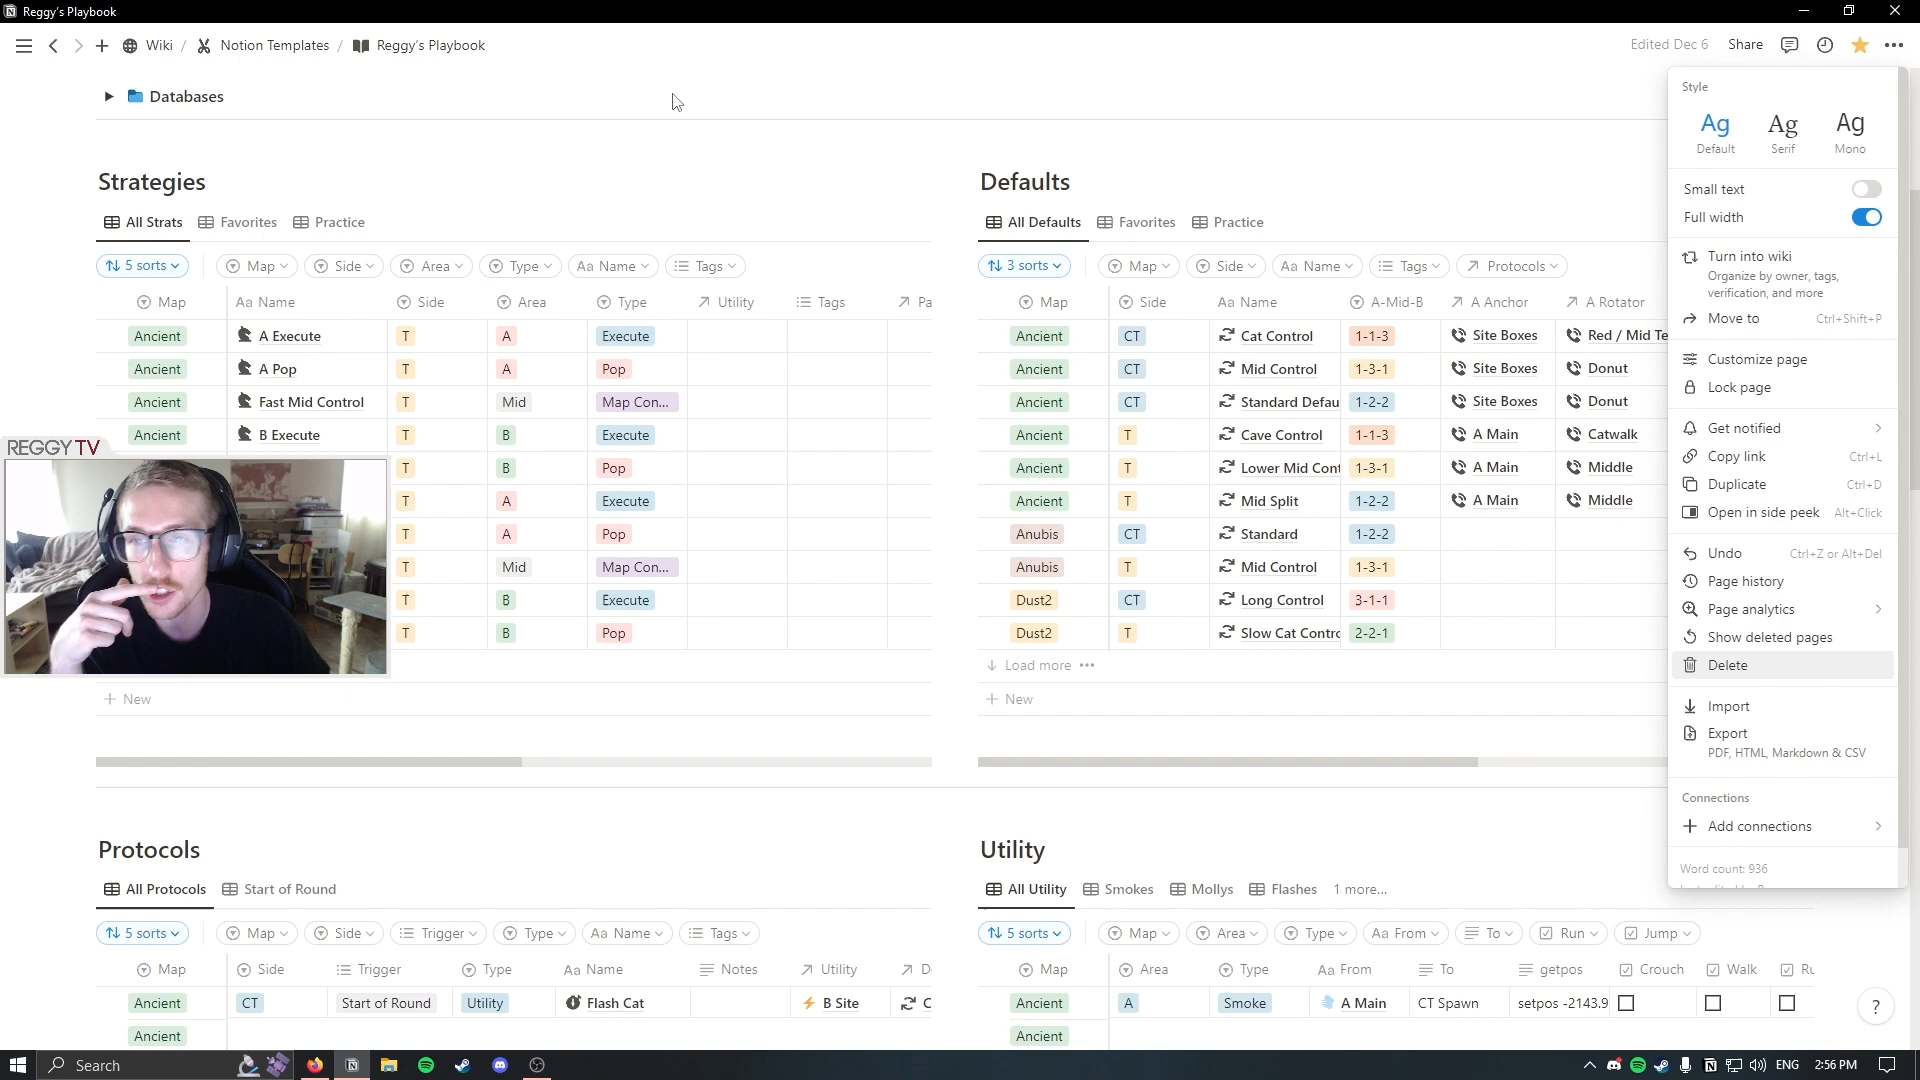 Reggy's Playbook
Wiki / Notion Templates / Reggy's Playbook
Edited Dec 6 Share
Databases
Strategies
All Strats Favorites Practice
5 sorts Map Side Area Type Aa Name Tags
Map Aa Name Side Area Type Utility Tags Pa
Ancient A Execute T A Execute
Ancient A Pop T A Pop
Ancient Fast Mid Control T Mid Map Con...
Ancient B Execute T B Execute
T B Pop
T A Execute
T A Pop
T Mid Map Con...
T B Execute
T B Pop
+ New
REGGY TV
Defaults
All Defaults Favorites Practice
3 sorts Map Side Aa Name Tags Protocols
Map Side Aa Name A-Mid-B A Anchor A Rotator
Ancient CT Cat Control 1-1-3 Site Boxes Red / Mid Te
Ancient CT Mid Control 1-3-1 Site Boxes Donut
Ancient CT Standard Defau 1-2-2 Site Boxes Donut
Ancient T Cave Control 1-1-3 A Main Catwalk
Ancient T Lower Mid Cont 1-3-1 A Main Middle
Ancient T Mid Split 1-2-2 A Main Middle
Anubis CT Standard 1-2-2
Anubis T Mid Control 1-3-1
Dust2 CT Long Control 3-1-1
Dust2 T Slow Cat Contro 2-2-1
Load more •••
+ New
Protocols
All Protocols Start of Round
5 sorts Map Side Trigger Type Aa Name Tags
Map Side Trigger Type Aa Name Notes Utility D
Ancient CT Start of Round Utility Flash Cat B Site C
Ancient
Utility
All Utility Smokes Mollys Flashes 1 more...
5 sorts Map Area Type Aa From To Run Jump
Map Area Type Aa From To getpos Crouch Walk Ru
Ancient A Smoke A Main CT Spawn setpos -2143.9
Ancient
Style
Ag Ag Ag
Default Serif Mono
Small text
Full width
Turn into wiki
Organize by owner, tags,
verification, and more
Move to Ctrl+Shift+P
Customize page
Lock page
Get notified
Copy link Ctrl+L
Duplicate Ctrl+D
Open in side peek Alt+Click
Undo Ctrl+Z or Alt+Del
Page history
Page analytics
Show deleted pages
Delete
Import
Export
PDF, HTML, Markdown & CSV
Connections
Add connections
Word count: 936
?
Search ENG 2:56 PM